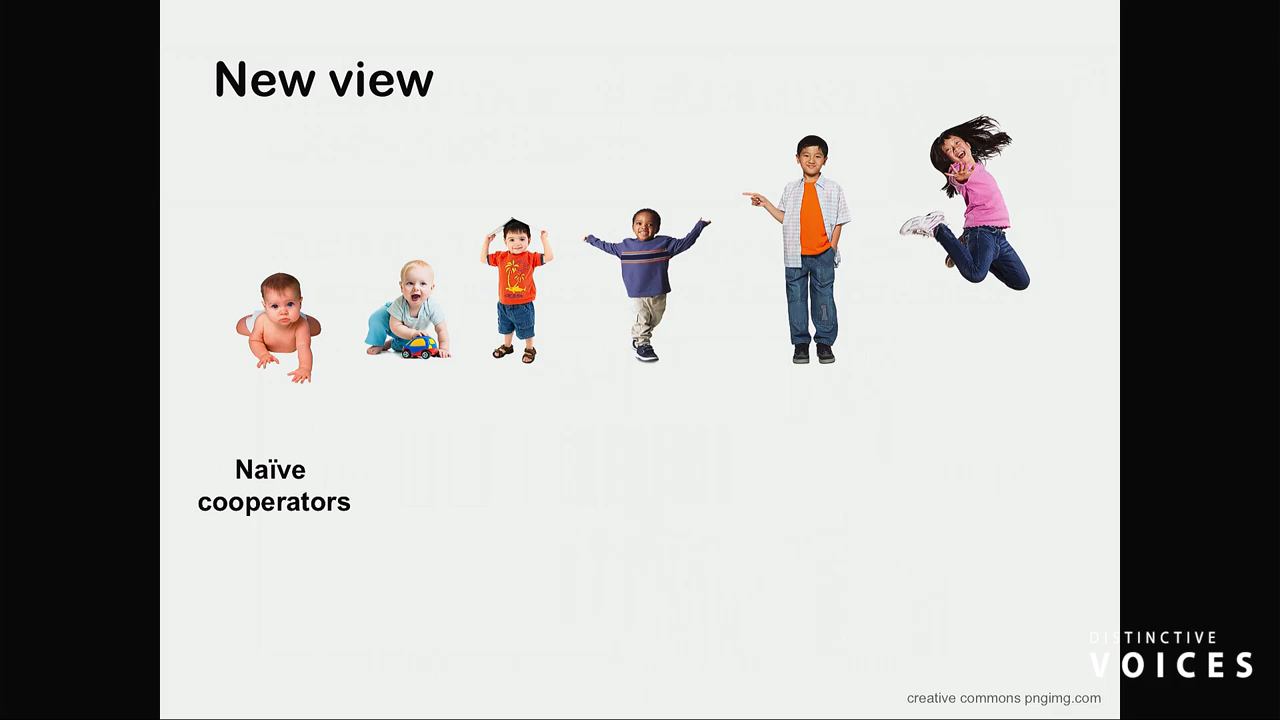 New view
Naïve
cooperators
DISTINCTIVE
VOICES
creative commons pngimg.com